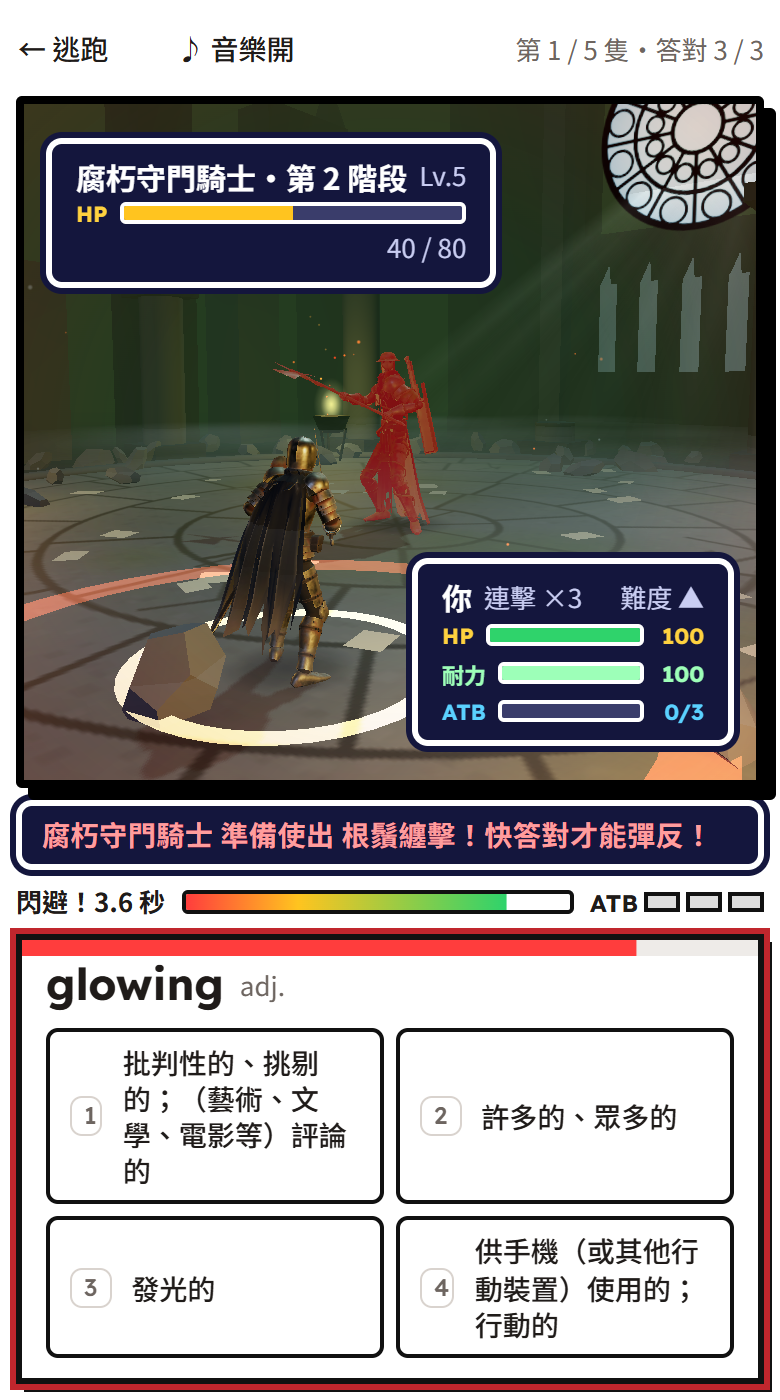 ← 逃跑 ♪ 音樂開 第 1 / 5 隻・答對 3 / 3
腐朽守門騎士・第 2 階段 Lv.5
HP
40 / 80
你 連擊 ×3 難度 ▲
HP 100
耐力 100
ATB 0/3
腐朽守門騎士 準備使出 根鬚纏擊！快答對才能彈反！
閃避！3.6 秒 ATB
glowing adj.
1 批判性的、挑剔
的；（藝術、文
學、電影等）評論
的
2 許多的、眾多的
3 發光的
4 供手機（或其他行
動裝置）使用的；
行動的